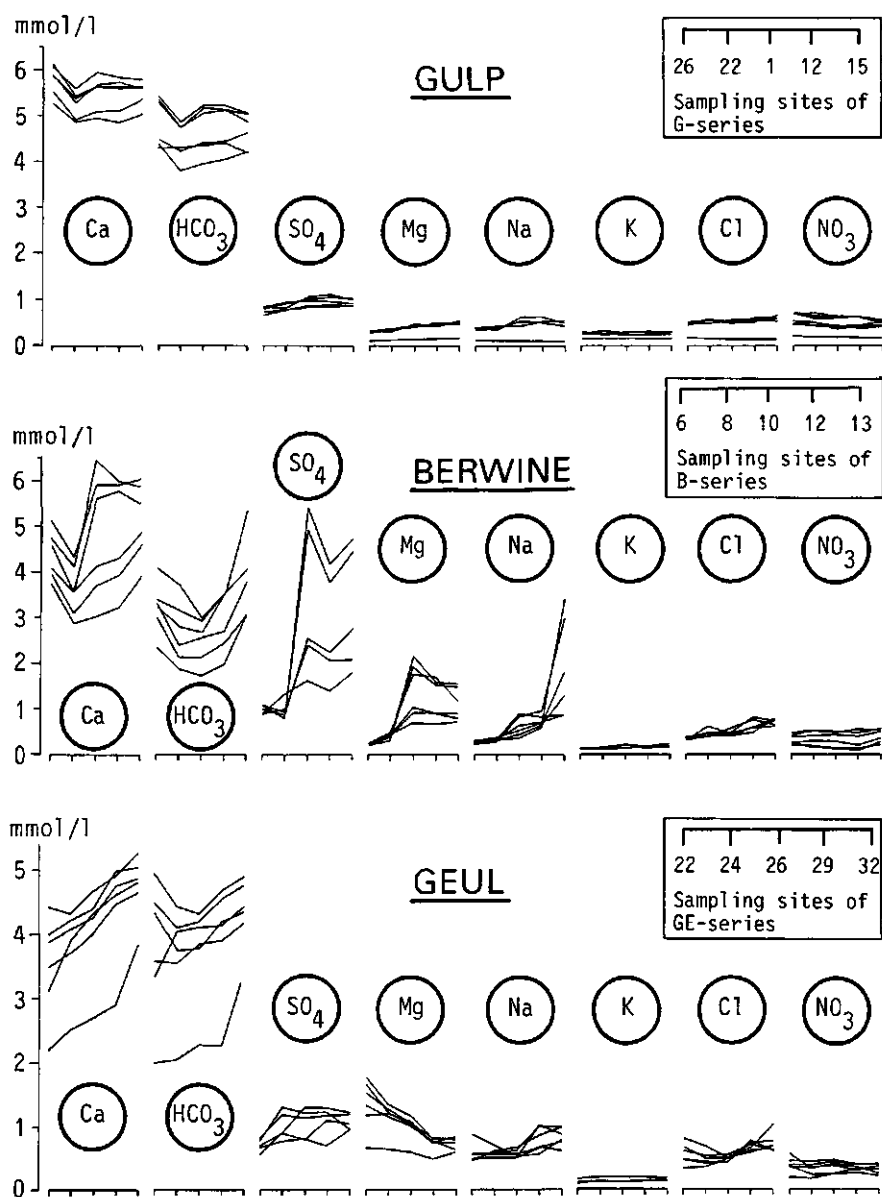 mmol/l
GULP
26 22 1 12 15
Sampling sites of
G-series
6
5
4
3
2
1
0
Ca HCO3 SO4 Mg Na K Cl NO3
mmol/l
BERWINE
6 8 10 12 13
Sampling sites of
B-series
6
5
4
3
2
1
0
SO4
Mg Na K Cl NO3
Ca HCO3
mmol/l
GEUL
22 24 26 29 32
Sampling sites of
GE-series
5
4
3
2
1
0
SO4 Mg Na K Cl NO3
Ca HCO3